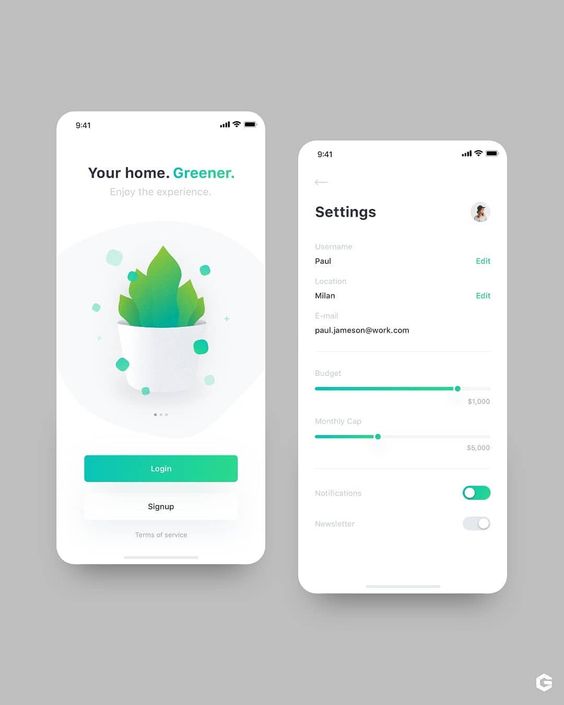 9:41
Your home. Greener.
Enjoy the experience.
Login
Signup
Terms of service
9:41
Settings
Username
Paul Edit
Location
Milan Edit
E-mail
paul.jameson@work.com
Budget
$1,000
Monthly Cap
$5,000
Notifications
Newsletter
G